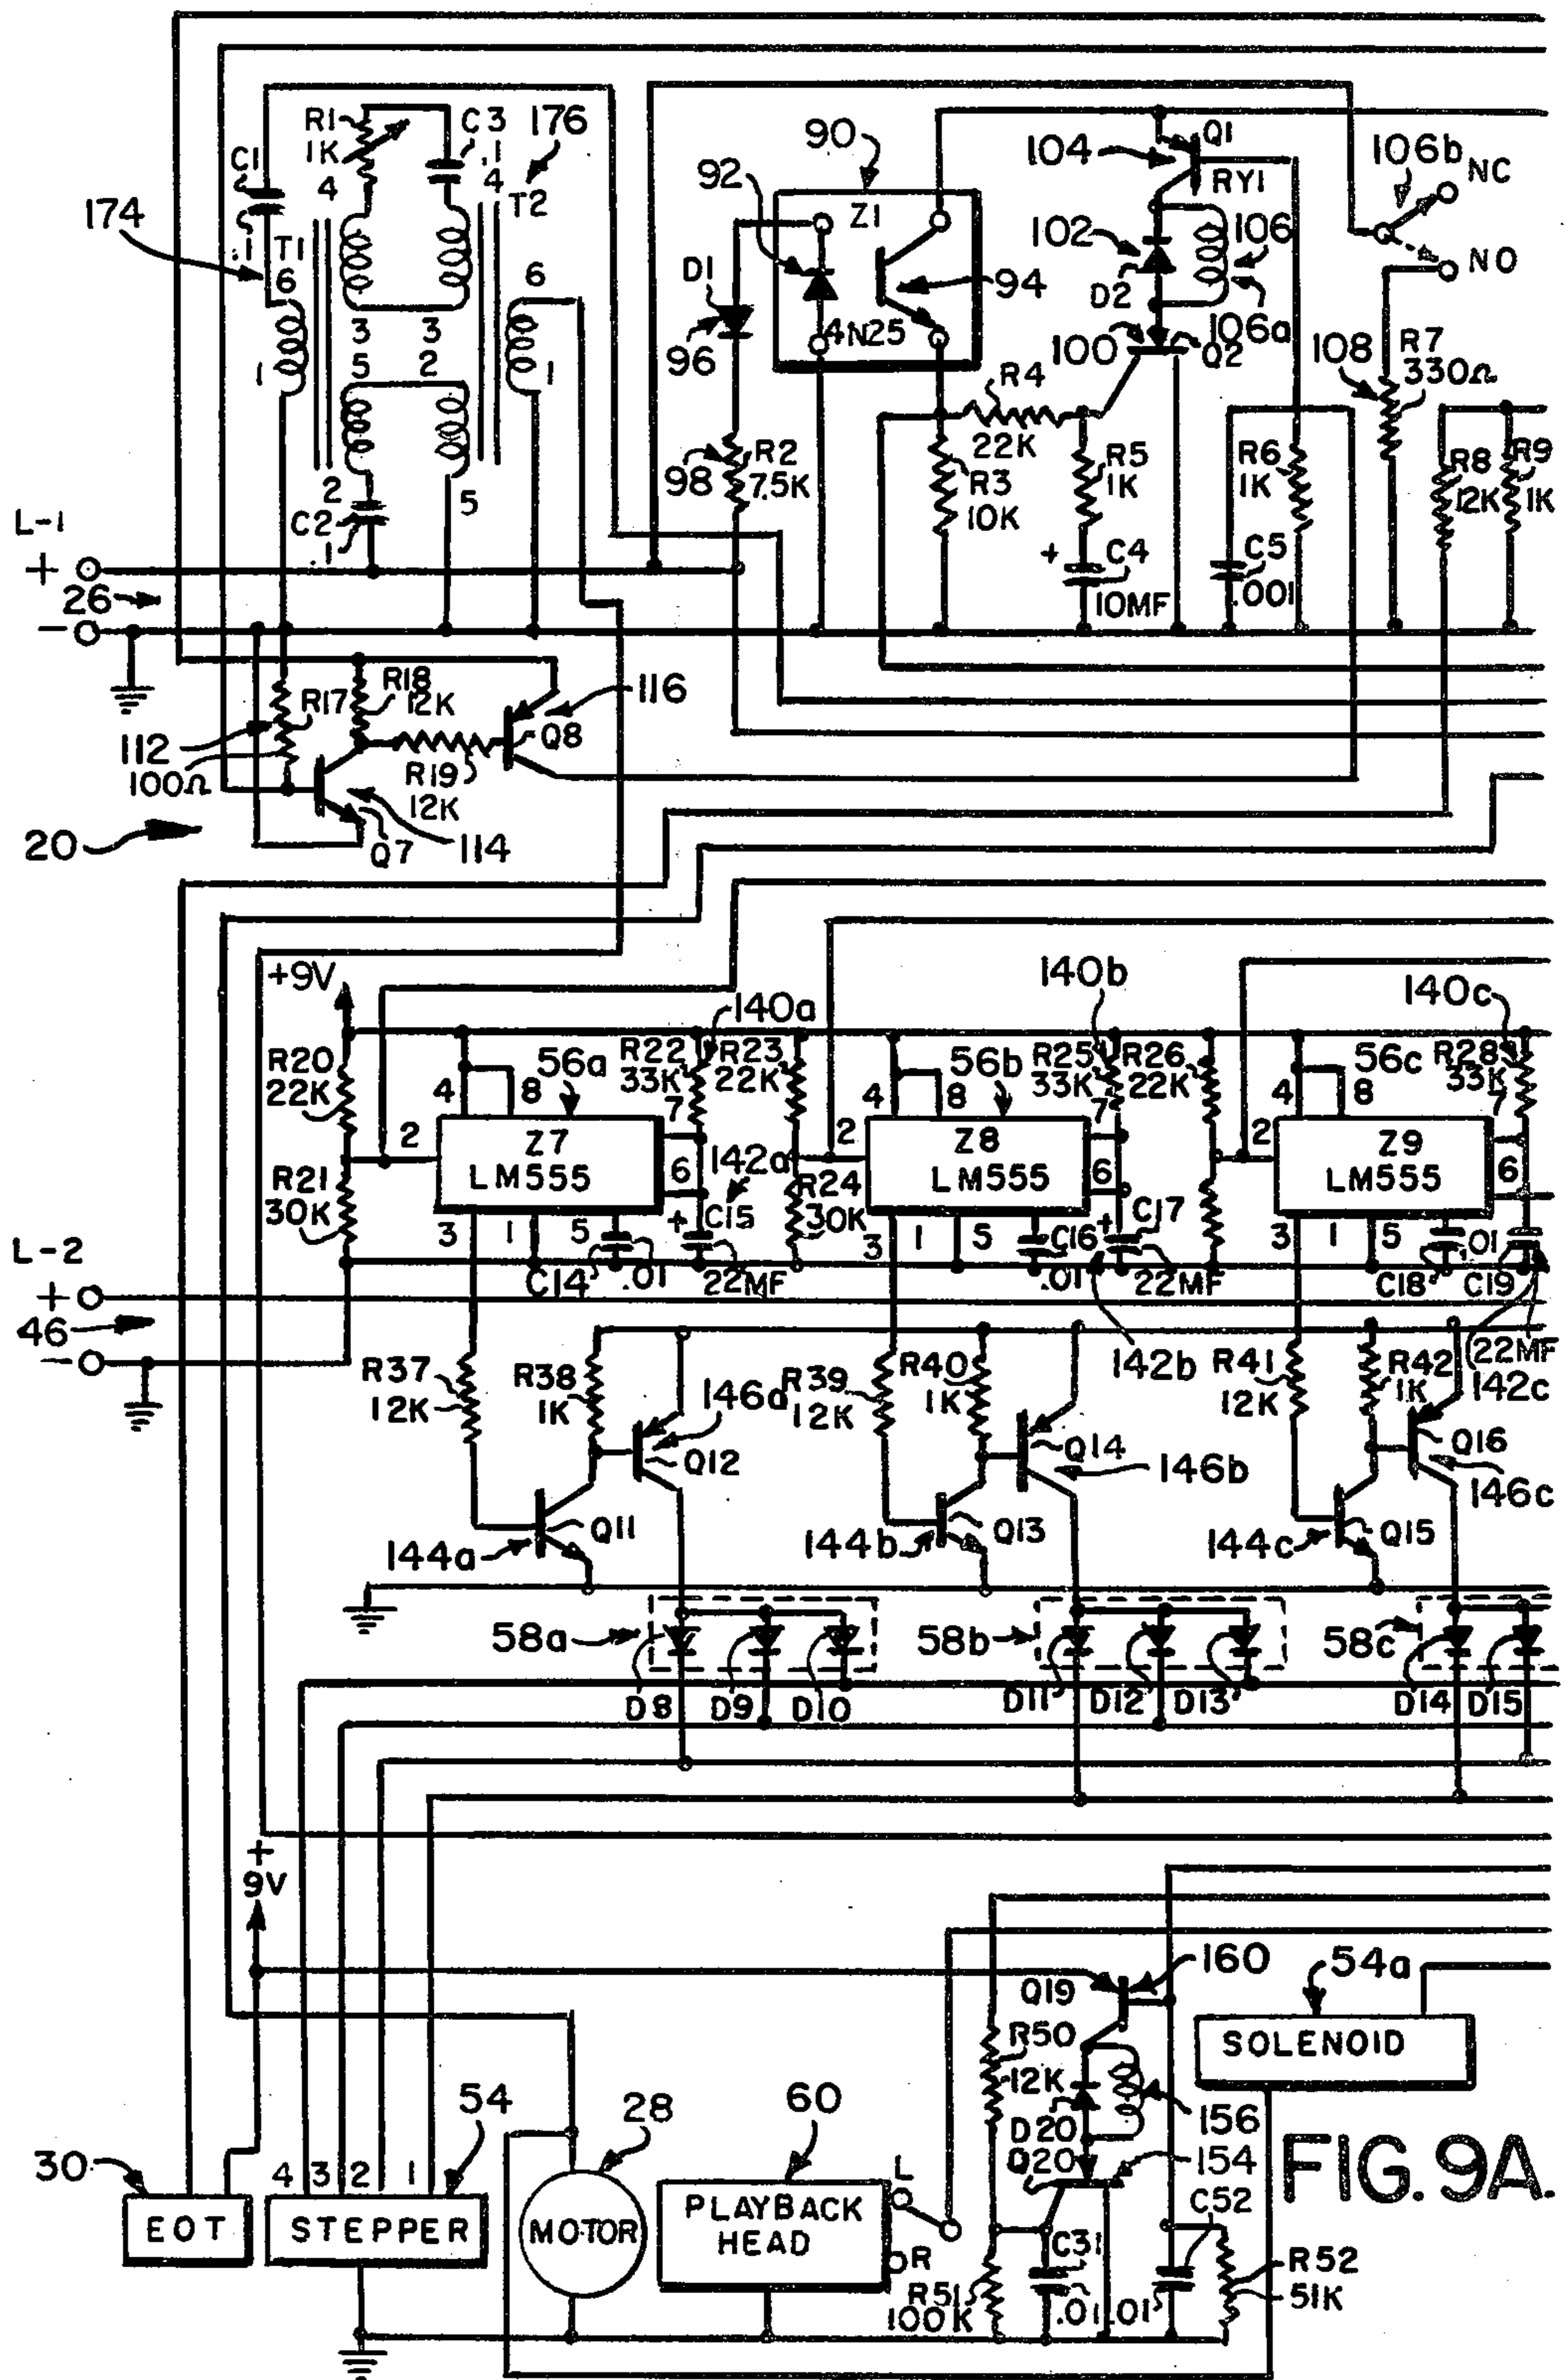 R1
1K
4
C3
.1
4
176
C1
.1
174
T1
6
T2
6
1
3
5
3
2
1
2
C2
.1
5
L-1
+
26
-
90
92
Z1
D1
96
4N25
94
98
R2
7.5K
R3
10K
R4
22K
104
Q1
RY1
102
D2
106
106a
100
Q2
R5
1K
+
C4
10MF
R6
1K
C5
.001
106b
NC
NO
108
R7
330Ω
R8
12K
R9
1K
R17
112
100Ω
R18
12K
116
Q8
R19
12K
20
Q7
114
+9V
R20
22K
R21
30K
4
8
56a
2
Z7
LM555
3
1
5
C14
.01
R22
33K
140a
7
6
142a
+
C15
22MF
R23
22K
R24
30K
4
8
56b
2
Z8
LM555
3
1
5
C16
.01
140b
R25
33K
7
6
+
C17
22MF
142b
R26
22K
4
8
56c
2
Z9
LM555
3
1
5
C18
.01
140c
R28
33K
7
6
C19
22MF
142c
L-2
+
46
-
R37
12K
R38
1K
146a
Q12
Q11
144a
R39
12K
R40
1K
Q14
146b
Q13
144b
R41
12K
R42
1K
Q16
146c
Q15
144c
58a
D8
D9
D10
58b
D11
D12
D13
58c
D14
D15
+
9V
160
Q19
54a
SOLENOID
R50
12K
D20
156
Q20
154
C52
C31
.01
.01
R51
100K
R52
51K
30
EOT
4
3
2
1
54
STEPPER
28
MOTOR
60
PLAYBACK
HEAD
L
R
FIG. 9A.